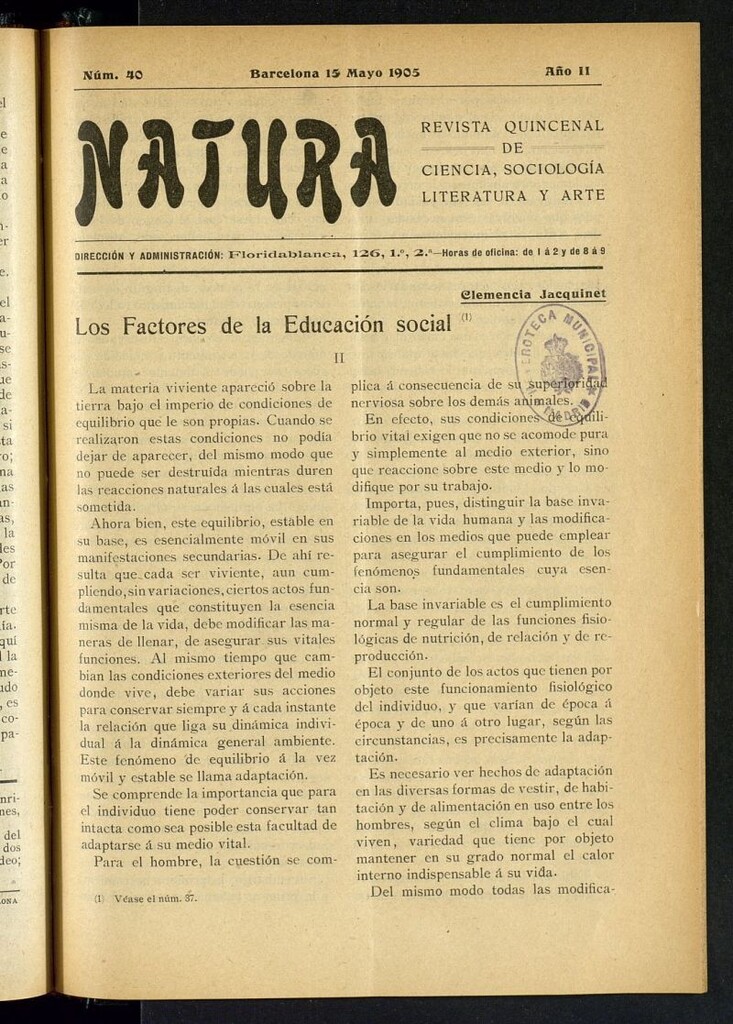 Núm. 40
Barcelona 15 Mayo 1905
Año II
NATURA
REVISTA QUINCENAL
DE
CIENCIA, SOCIOLOGÍA
LITERATURA Y ARTE
DIRECCIÓN Y ADMINISTRACIÓN: Floridablanca, 126, 1.º, 2.ª—Horas de oficina: de 1 á 2 y de 8 á 9
Clemencia Jacquinet
Los Factores de la Educación social (1)
II
La materia viviente apareció sobre la
tierra bajo el imperio de condiciones de
equilibrio que le son propias. Cuando se
realizaron estas condiciones no podía
dejar de aparecer, del mismo modo que
no puede ser destruída mientras duren
las reacciones naturales á las cuales está
sometida.
Ahora bien, este equilibrio, estable en
su base, es esencialmente móvil en sus
manifestaciones secundarias. De ahí re-
sulta que cada ser viviente, aun cum-
pliendo, sin variaciones, ciertos actos fun-
damentales que constituyen la esencia
misma de la vida, debe modificar las ma-
neras de llenar, de asegurar sus vitales
funciones. Al mismo tiempo que cam-
bian las condiciones exteriores del medio
donde vive, debe variar sus acciones
para conservar siempre y á cada instante
la relación que liga su dinámica indivi-
dual á la dinámica general ambiente.
Este fenómeno de equilibrio á la vez
móvil y estable se llama adaptación.
Se comprende la importancia que para
el individuo tiene poder conservar tan
intacta como sea posible esta facultad de
adaptarse á su medio vital.
Para el hombre, la cuestión se com-
(1) Véase el núm. 37.
plica á consecuencia de su superioridad
nerviosa sobre los demás animales.
En efecto, sus condiciones de equili-
brio vital exigen que no se acomode pura
y simplemente al medio exterior, sino
que reaccione sobre este medio y lo mo-
difique por su trabajo.
Importa, pues, distinguir la base inva-
riable de la vida humana y las modifica-
ciones en los medios que puede emplear
para asegurar el cumplimiento de los
fenómenos fundamentales cuya esen-
cia son.
La base invariable es el cumplimiento
normal y regular de las funciones fisio-
lógicas de nutrición, de relación y de re-
producción.
El conjunto de los actos que tienen por
objeto este funcionamiento fisiológico
del individuo, y que varían de época á
época y de uno á otro lugar, según las
circunstancias, es precisamente la adap-
tación.
Es necesario ver hechos de adaptación
en las diversas formas de vestir, de habi-
tación y de alimentación en uso entre los
hombres, según el clima bajo el cual
viven, variedad que tiene por objeto
mantener en su grado normal el calor
interno indispensable á su vida.
Del mismo modo todas las modifica-
HEMEROTECA MUNICIPAL
MADRID